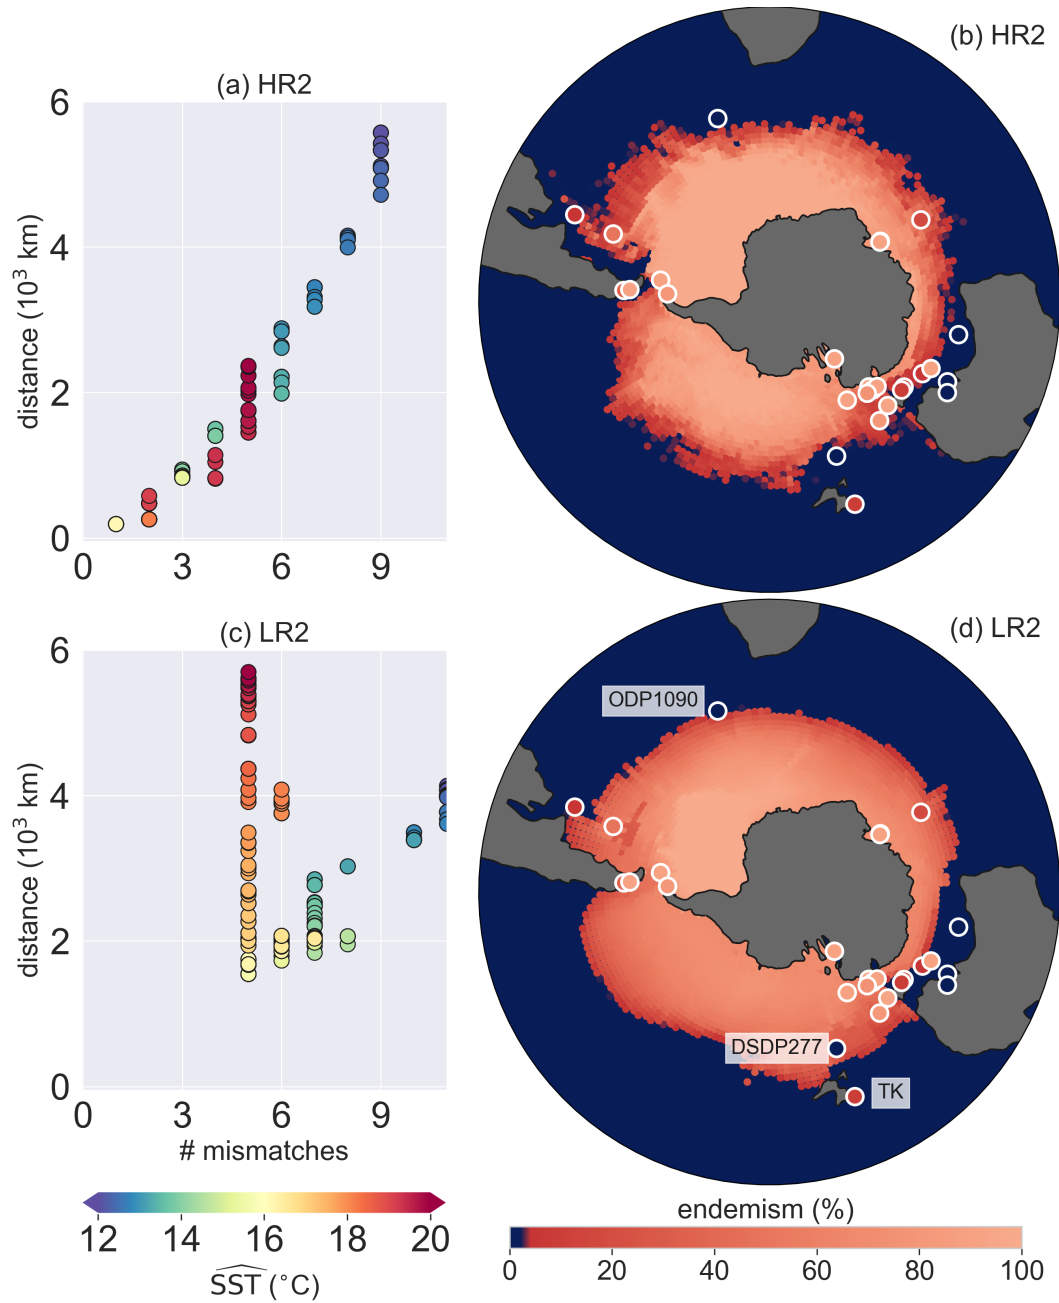 (a) HR2
6
4
2
0
distance (10³ km)
0 3 6 9
(b) HR2
(c) LR2
6
4
2
0
distance (10³ km)
0 3 6 9
# mismatches
12 14 16 18 20
SST (°C)
(d) LR2
ODP1090
DSDP277
TK
endemism (%)
0 20 40 60 80 100